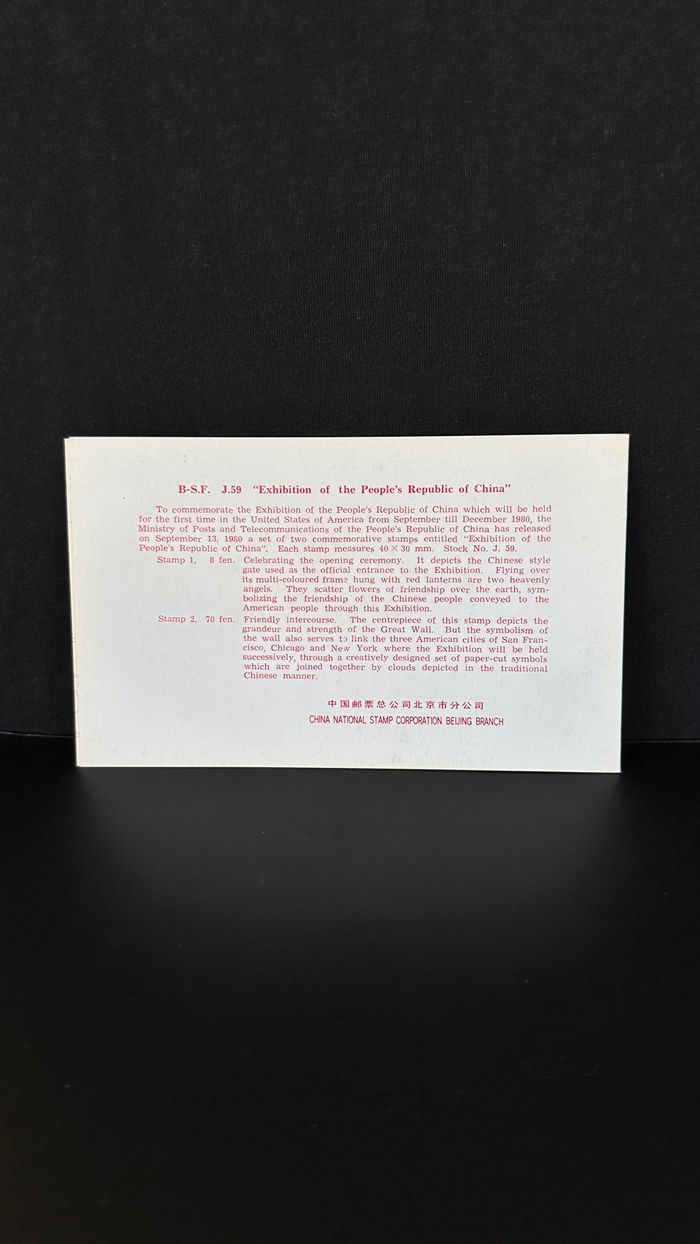 B-S.F. J.59 “Exhibition of the People's Republic of China”
To commemorate the Exhibition of the People's Republic of China which will be held
for the first time in the United States of America from September till December 1980, the
Ministry of Posts and Telecommunications of the People's Republic of China has released
on September 13, 1980 a set of two commemorative stamps entitled “Exhibition of the
People's Republic of China”. Each stamp measures 40×30 mm. Stock No. J. 59.
Stamp 1, 8 fen. Celebrating the opening ceremony. It depicts the Chinese style
gate used as the official entrance to the Exhibition. Flying over
its multi-coloured frame hung with red lanterns are two heavenly
angels. They scatter flowers of friendship over the earth, sym-
bolizing the friendship of the Chinese people conveyed to the
American people through this Exhibition.
Stamp 2, 70 fen. Friendly intercourse. The centrepiece of this stamp depicts the
grandeur and strength of the Great Wall. But the symbolism of
the wall also serves to link the three American cities of San Fran-
cisco, Chicago and New York where the Exhibition will be held
successively, through a creatively designed set of paper-cut symbols
which are joined together by clouds depicted in the traditional
Chinese manner.
中国邮票总公司北京市分公司
CHINA NATIONAL STAMP CORPORATION BEIJING BRANCH